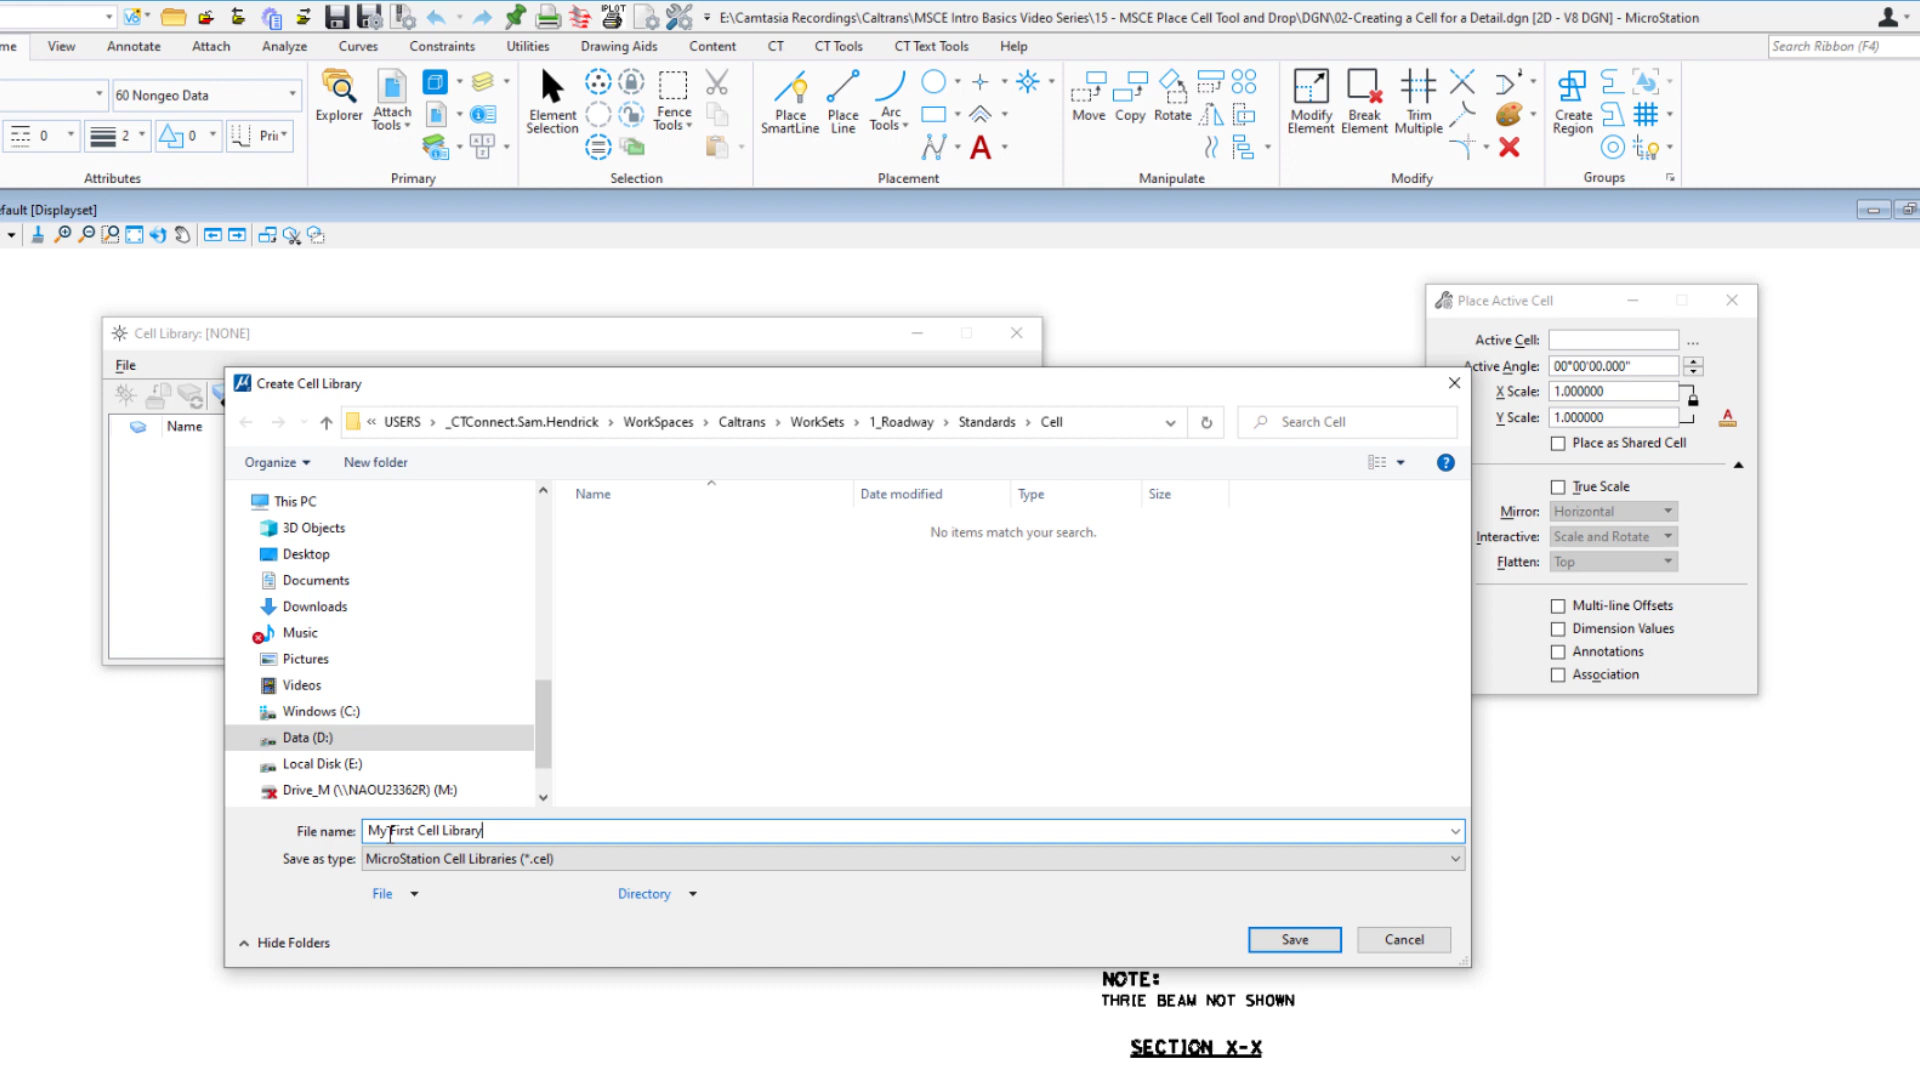 E:\Camtasia Recordings\Caltrans\MSCE Intro Basics Video Series\15 - MSCE Place Cell Tool and Drop\DGN\02-Creating a Cell for a Detail.dgn [2D - V8 DGN] - MicroStation
me View Annotate Attach Analyze Curves Constraints Utilities Drawing Aids Content CT CT Tools CT Text Tools Help Search Ribbon (F4)
60 Nongeo Data
0 2 0 Pri
Explorer
Attach Tools
Element Selection
Fence Tools
Place SmartLine
Place Line
Arc Tools
Move Copy Rotate
Modify Element
Break Element
Trim Multiple
Create Region
Attributes Primary Selection Placement Manipulate Modify Groups
efault [Displayset]
Cell Library: [NONE]
File
Name
Create Cell Library
« USERS › _CTConnect.Sam.Hendrick › WorkSpaces › Caltrans › WorkSets › 1_Roadway › Standards › Cell
Search Cell
Organize New folder
Name Date modified Type Size
No items match your search.
This PC
3D Objects
Desktop
Documents
Downloads
Music
Pictures
Videos
Windows (C:)
Data (D:)
Local Disk (E:)
Drive_M (\\NAOU23362R) (M:)
File name: My First Cell Library
Save as type: MicroStation Cell Libraries (*.cel)
File Directory
Hide Folders
Save Cancel
Place Active Cell
Active Cell: ...
Active Angle: 00°00'00.000"
X Scale: 1.000000
Y Scale: 1.000000
Place as Shared Cell
True Scale
Mirror: Horizontal
Interactive: Scale and Rotate
Flatten: Top
Multi-line Offsets
Dimension Values
Annotations
Association
NOTE:
THRIE BEAM NOT SHOWN
SECTION X-X